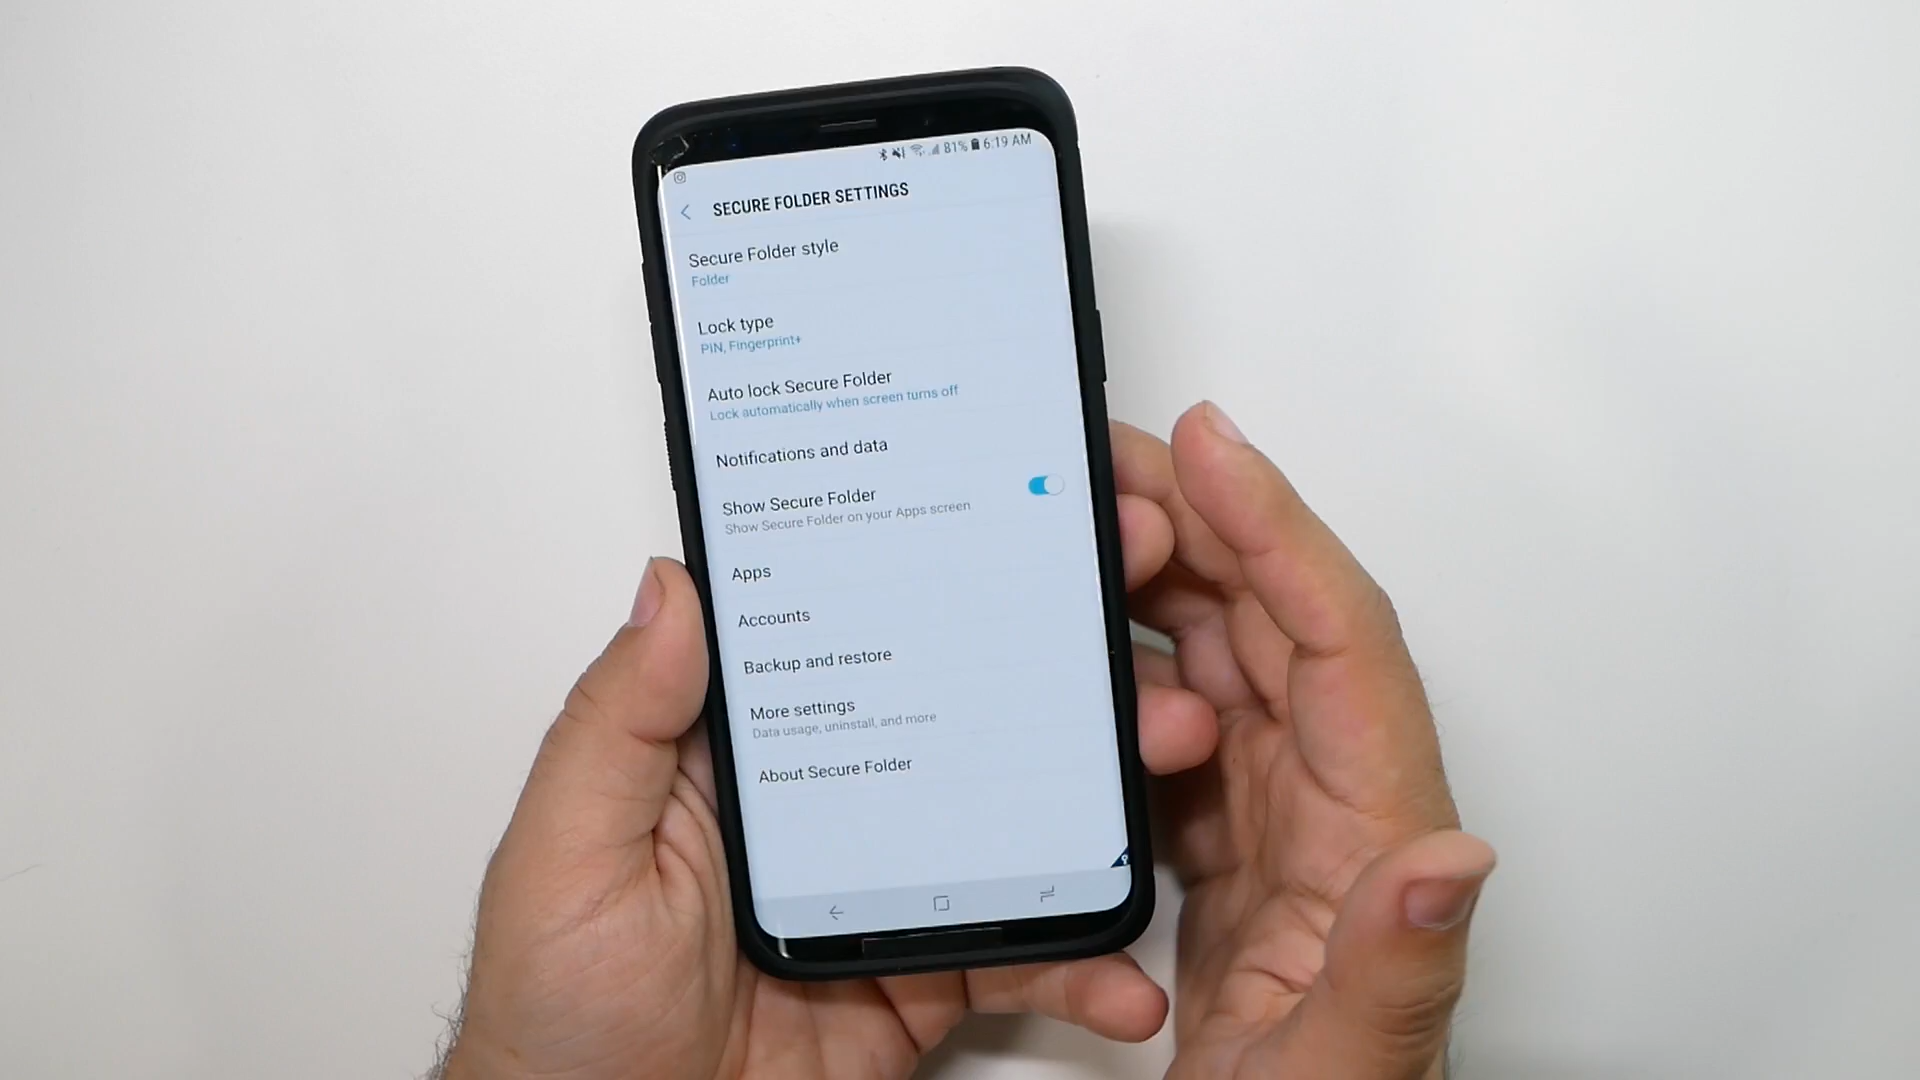 81% 6:19 AM
SECURE FOLDER SETTINGS
Secure Folder style
Folder
Lock type
PIN, Fingerprint+
Auto lock Secure Folder
Lock automatically when screen turns off
Notifications and data
Show Secure Folder
Show Secure Folder on your Apps screen
Apps
Accounts
Backup and restore
More settings
Data usage, uninstall, and more
About Secure Folder